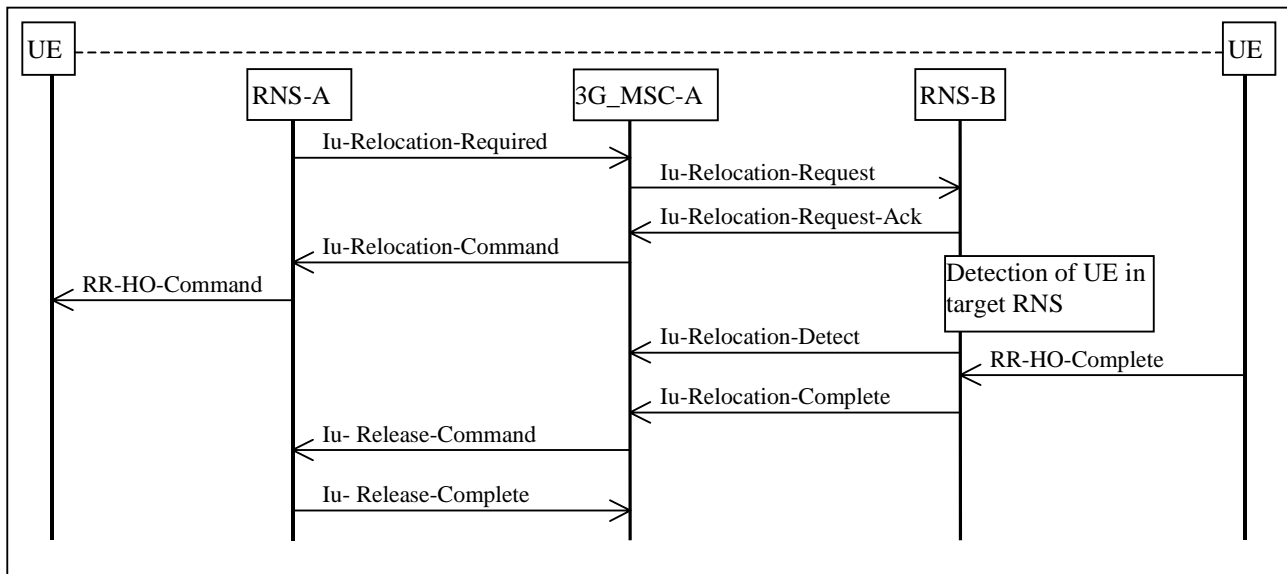 UE
UE
RNS-A
3G_MSC-A
RNS-B
Iu-Relocation-Required
Iu-Relocation-Request
Iu-Relocation-Request-Ack
Iu-Relocation-Command
Detection of UE in
target RNS
RR-HO-Command
Iu-Relocation-Detect
RR-HO-Complete
Iu-Relocation-Complete
Iu- Release-Command
Iu- Release-Complete